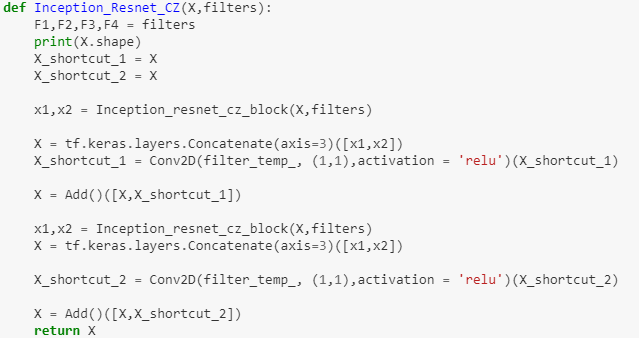 def Inception_Resnet_CZ(X,filters):
    F1,F2,F3,F4 = filters
    print(X.shape)
    X_shortcut_1 = X
    X_shortcut_2 = X
    x1,x2 = Inception_resnet_cz_block(X,filters)
    X = tf.keras.layers.Concatenate(axis=3)([x1,x2])
    X_shortcut_1 = Conv2D(filter_temp_, (1,1),activation = 'relu')(X_shortcut_1)
    X = Add()([X,X_shortcut_1])
    x1,x2 = Inception_resnet_cz_block(X,filters)
    X = tf.keras.layers.Concatenate(axis=3)([x1,x2])
    X_shortcut_2 = Conv2D(filter_temp_, (1,1),activation = 'relu')(X_shortcut_2)
    X = Add()([X,X_shortcut_2])
    return X